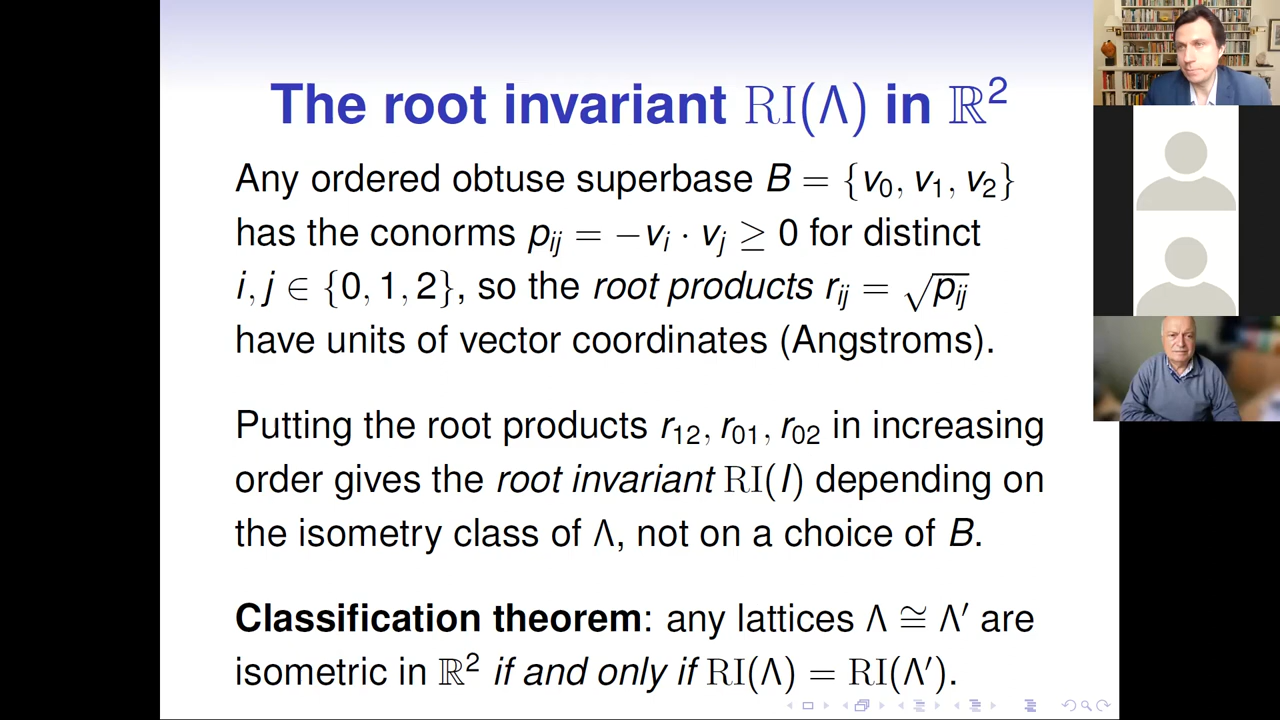 The root invariant RI(Λ) in ℝ²
Any ordered obtuse superbase B = {v₀, v₁, v₂}
has the conorms pᵢⱼ = −vᵢ · vⱼ ≥ 0 for distinct
i, j ∈ {0, 1, 2}, so the root products rᵢⱼ = √pᵢⱼ
have units of vector coordinates (Angstroms).
Putting the root products r₁₂, r₀₁, r₀₂ in increasing
order gives the root invariant RI(I) depending on
the isometry class of Λ, not on a choice of B.
Classification theorem: any lattices Λ ≅ Λ′ are
isometric in ℝ² if and only if RI(Λ) = RI(Λ′).